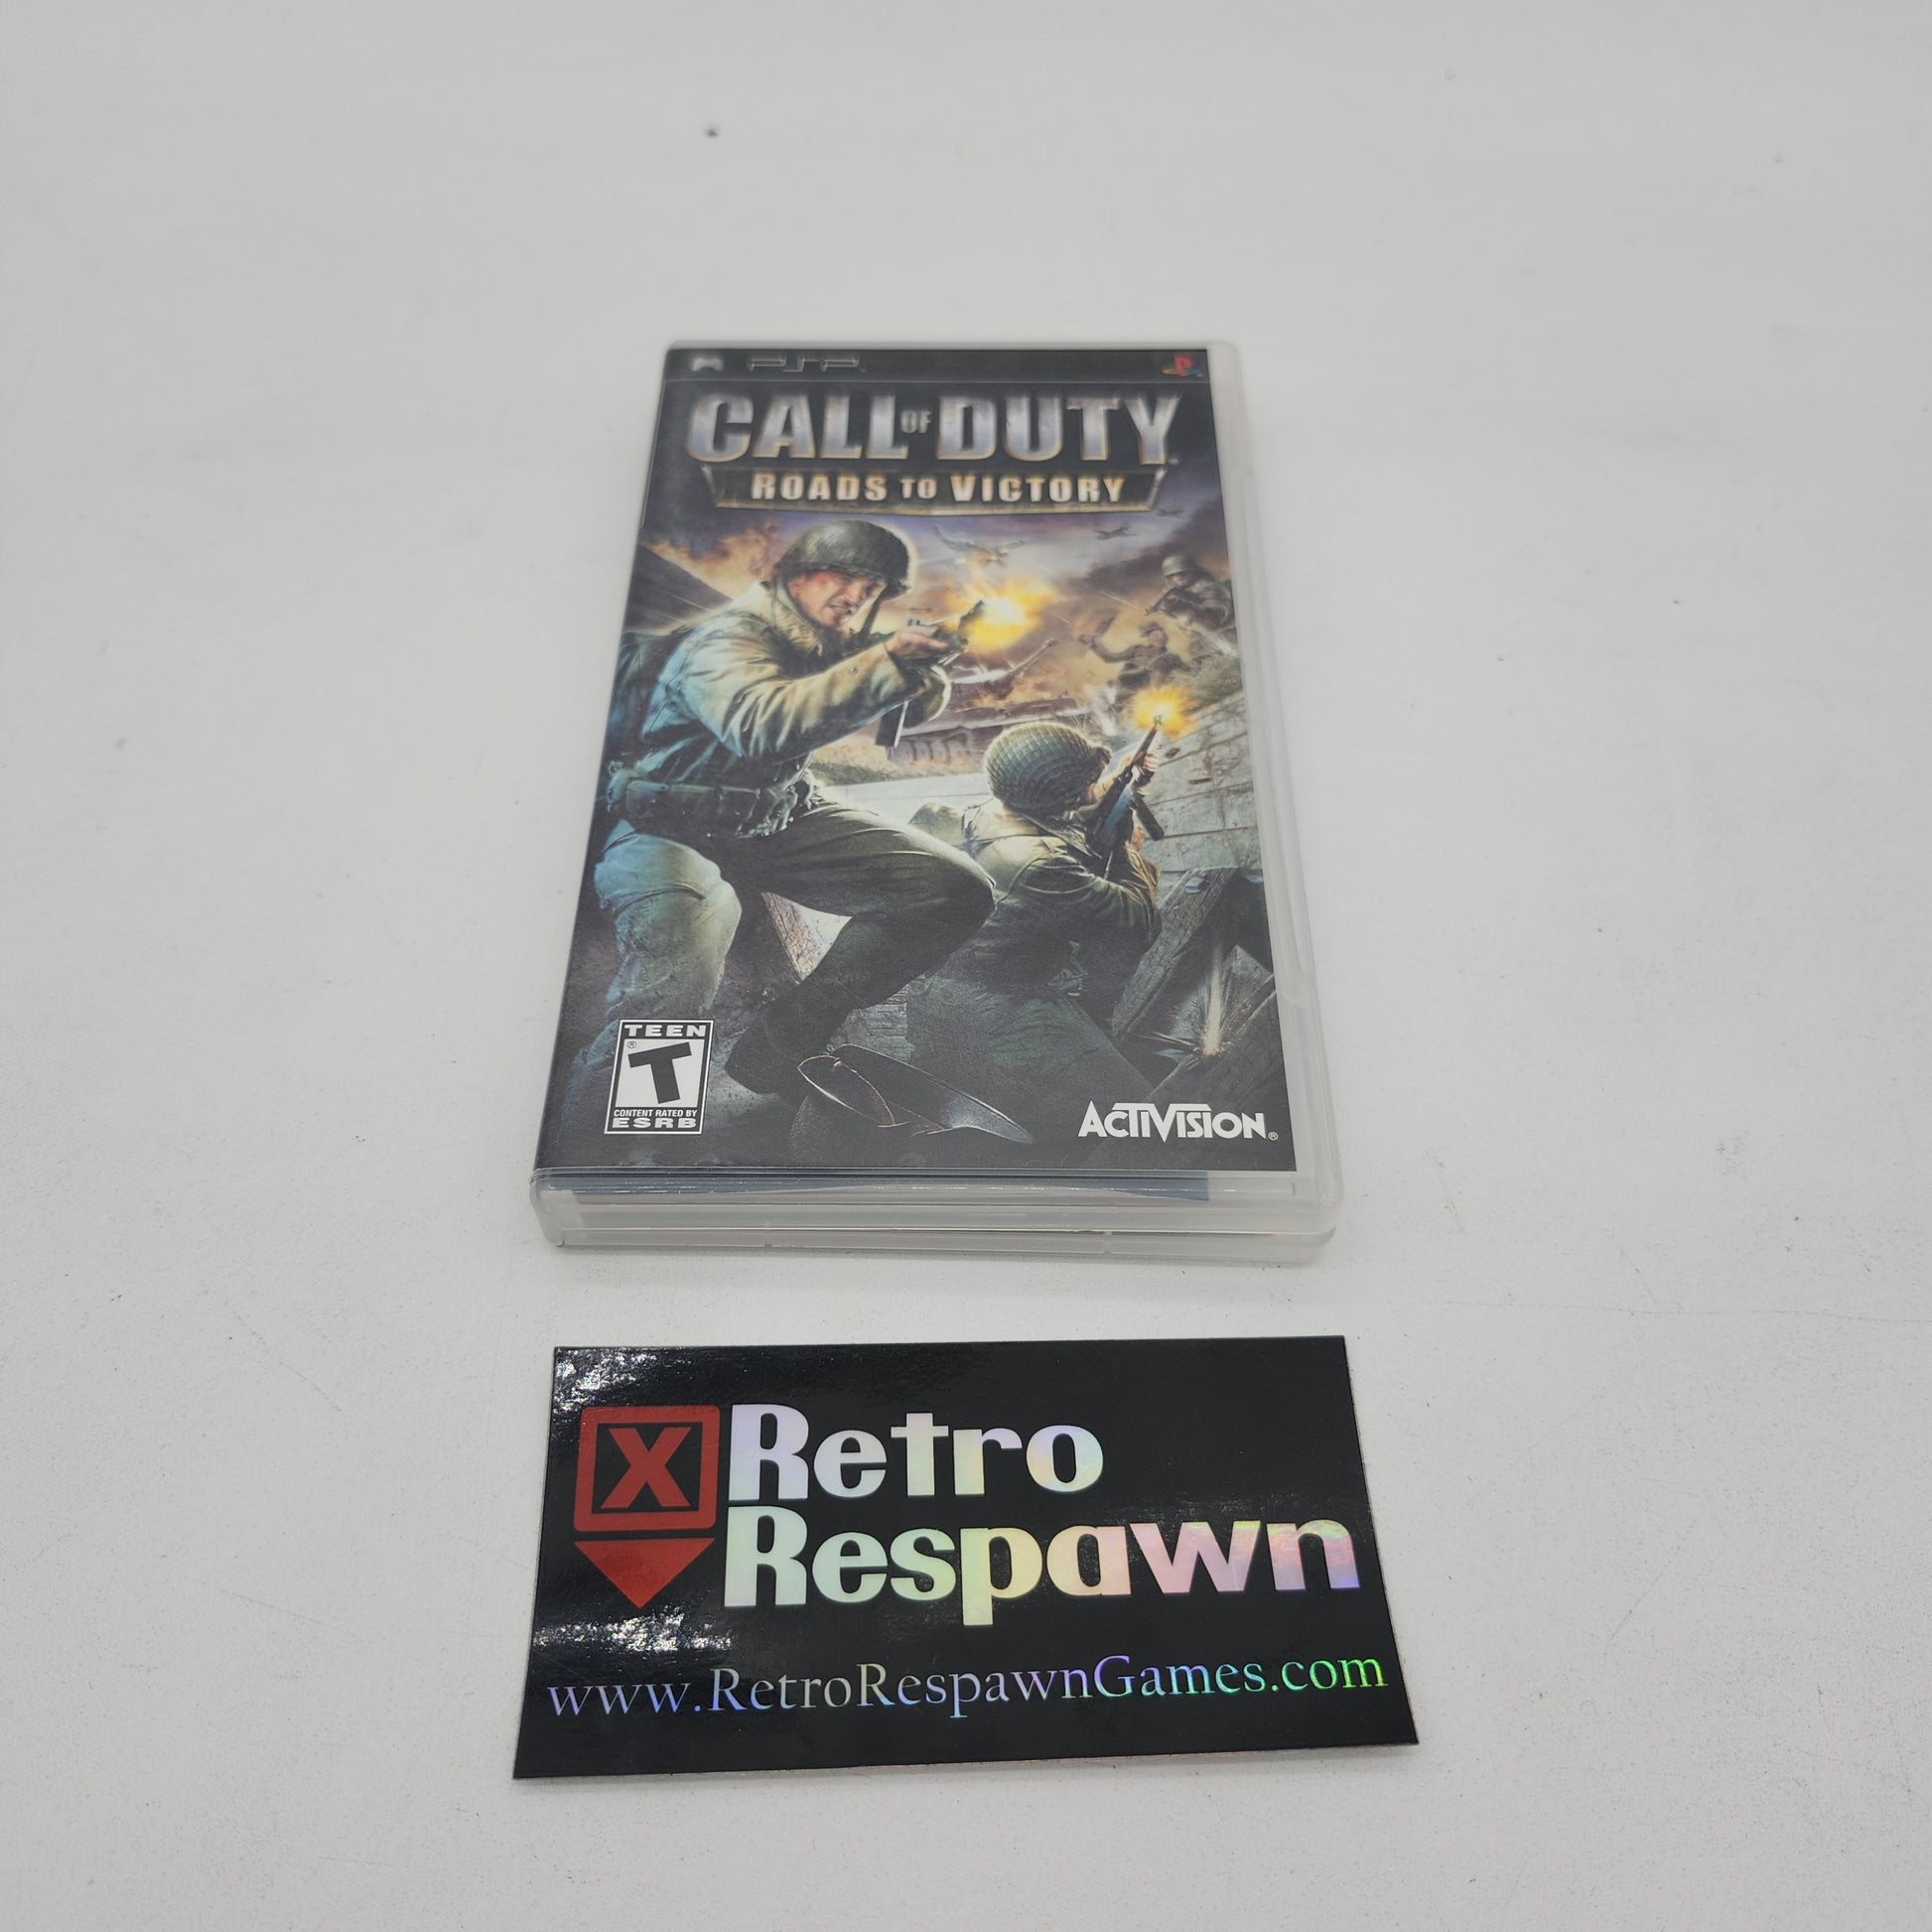 PSP
CALL OF DUTY
ROADS TO VICTORY
TEEN
T®
CONTENT RATED BY
ESRB
ACTIVISION®
X Retro
Respawn
www.RetroRespawnGames.com